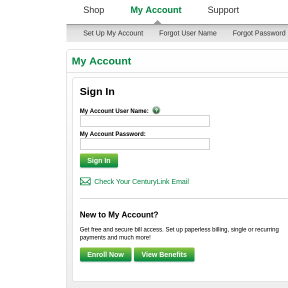 Shop My Account Support
Set Up My Account Forgot User Name Forgot Password
My Account
Sign In
My Account User Name: ?
My Account Password:
Sign In
Check Your CenturyLink Email
New to My Account?
Get free and secure bill access. Set up paperless billing, single or recurring
payments and much more!
Enroll Now View Benefits